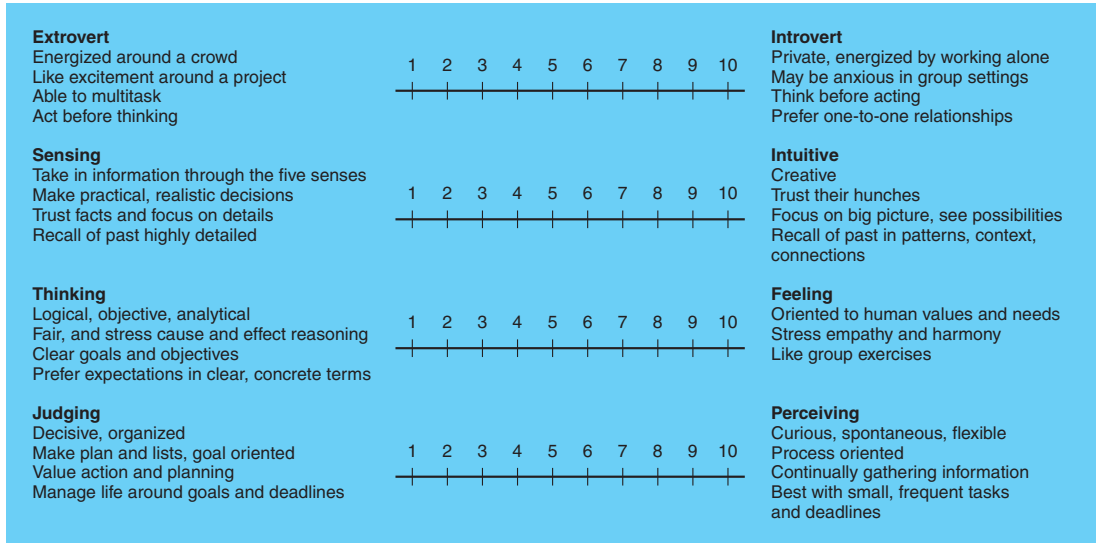 Extrovert
Energized around a crowd
Like excitement around a project
Able to multitask
Act before thinking
1 2 3 4 5 6 7 8 9 10
Introvert
Private, energized by working alone
May be anxious in group settings
Think before acting
Prefer one-to-one relationships
Sensing
Take in information through the five senses
Make practical, realistic decisions
Trust facts and focus on details
Recall of past highly detailed
1 2 3 4 5 6 7 8 9 10
Intuitive
Creative
Trust their hunches
Focus on big picture, see possibilities
Recall of past in patterns, context,
connections
Thinking
Logical, objective, analytical
Fair, and stress cause and effect reasoning
Clear goals and objectives
Prefer expectations in clear, concrete terms
1 2 3 4 5 6 7 8 9 10
Feeling
Oriented to human values and needs
Stress empathy and harmony
Like group exercises
Judging
Decisive, organized
Make plan and lists, goal oriented
Value action and planning
Manage life around goals and deadlines
1 2 3 4 5 6 7 8 9 10
Perceiving
Curious, spontaneous, flexible
Process oriented
Continually gathering information
Best with small, frequent tasks
and deadlines